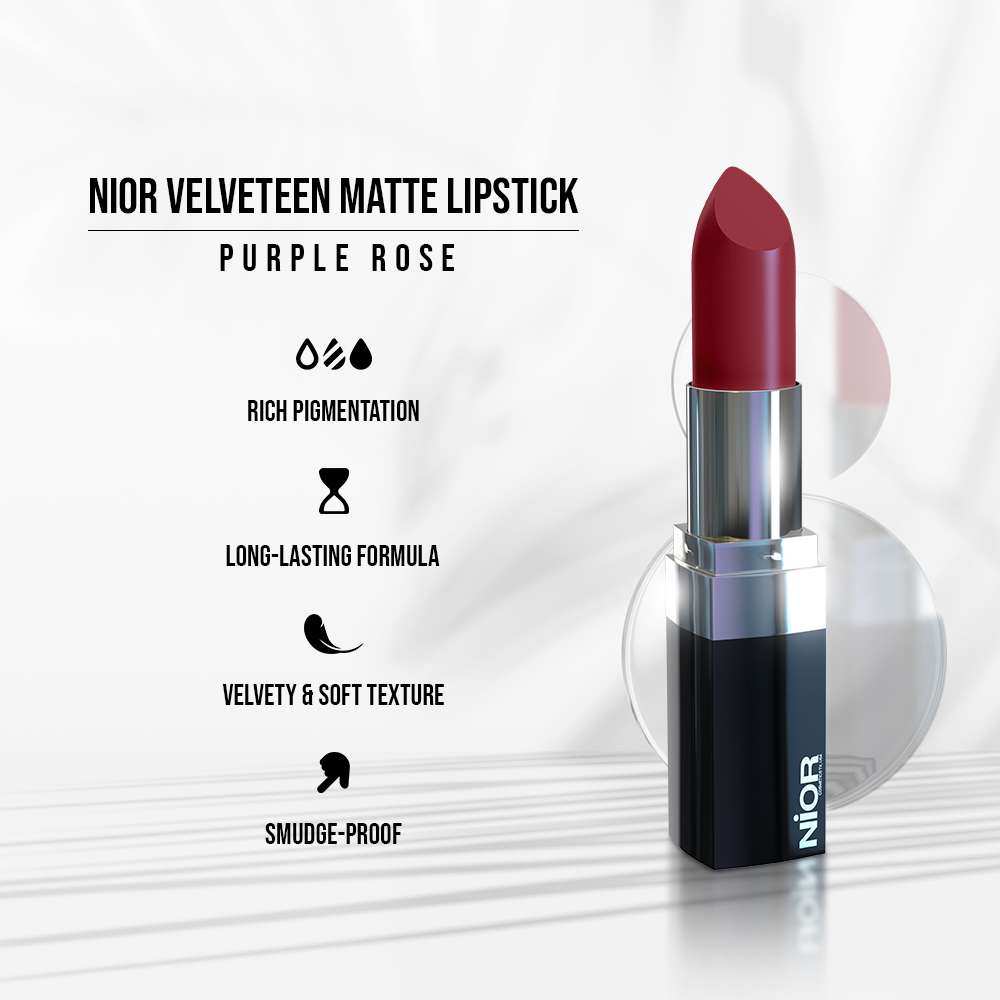 NIOR VELVETEEN MATTE LIPSTICK
PURPLE ROSE
RICH PIGMENTATION
LONG-LASTING FORMULA
VELVETY & SOFT TEXTURE
SMUDGE-PROOF
NiOR